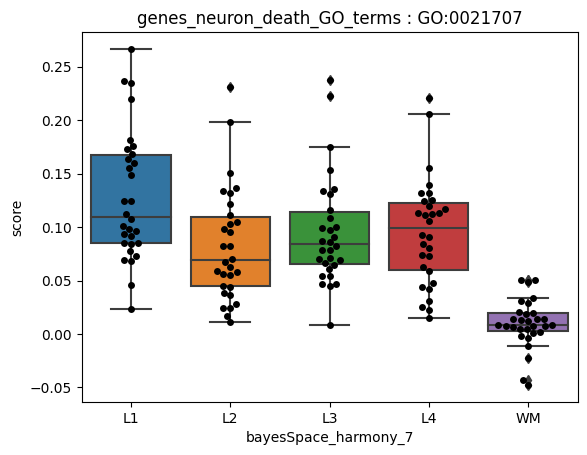 genes_neuron_death_GO_terms : GO:0021707
score
0.25
0.20
0.15
0.10
0.05
0.00
−0.05
L1 L2 L3 L4 WM
bayesSpace_harmony_7